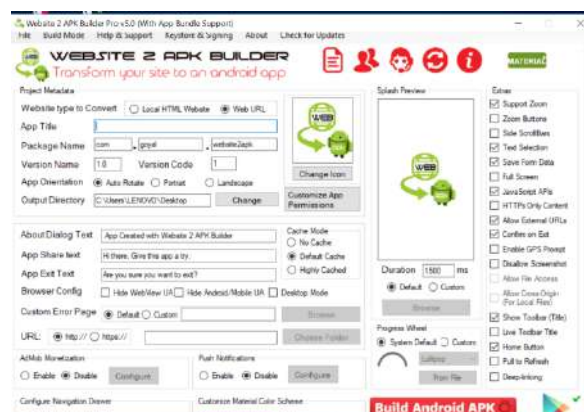 Website 2 APK Builder Pro v5.0 (With App Bundle Support)
File Build Mode Help & Support Keystore & Signing About Check for Updates
WEBSITE 2 APK BUILDER
Transform your site to an android app
MATERIAL
Project Metadata
Website type to Convert Local HTML Website Web URL
App Title
Package Name com . goyal . website2apk
Version Name 1.0 Version Code 1
App Orientation Auto Rotate Portrait Landscape
Output Directory C:\Users\LENOVO\Desktop Change
WEB
Change Icon
Customize App Permissions
About Dialog Text App Created with Website 2 APK Builder
App Share text Hi there, Give this app a try.
App Exit Text Are you sure you want to exit?
Browser Config Hide WebView UA Hide Android/Mobile UA Desktop Mode
Custom Error Page Default Custom Browse
URL: http:// https:// Choose Folder
Cache Mode
No Cache
Default Cache
Highly Cached
AdMob Monetization
Enable Disable Configure
Push Notifications
Enable Disable Configure
Configure Navigation Drawer
Customize Material Color Scheme
Splash Preview
WEB
Duration 1500 ms
Default Custom
Browse
Progress Wheel
System Default Custom
Lollipop
From File
Build Android APK
Extras
Support Zoom
Zoom Buttons
Side ScrollBars
Text Selection
Save Form Data
Full Screen
JavaScript APIs
HTTPs Only Content
Allow External URLs
Confirm on Exit
Enable GPS Prompt
Disallow Screenshot
Allow File Access
Allow Cross-Origin
(For Local Files)
Show Toolbar (Title)
Live Toolbar Title
Home Button
Pull to Refresh
Deep-linking